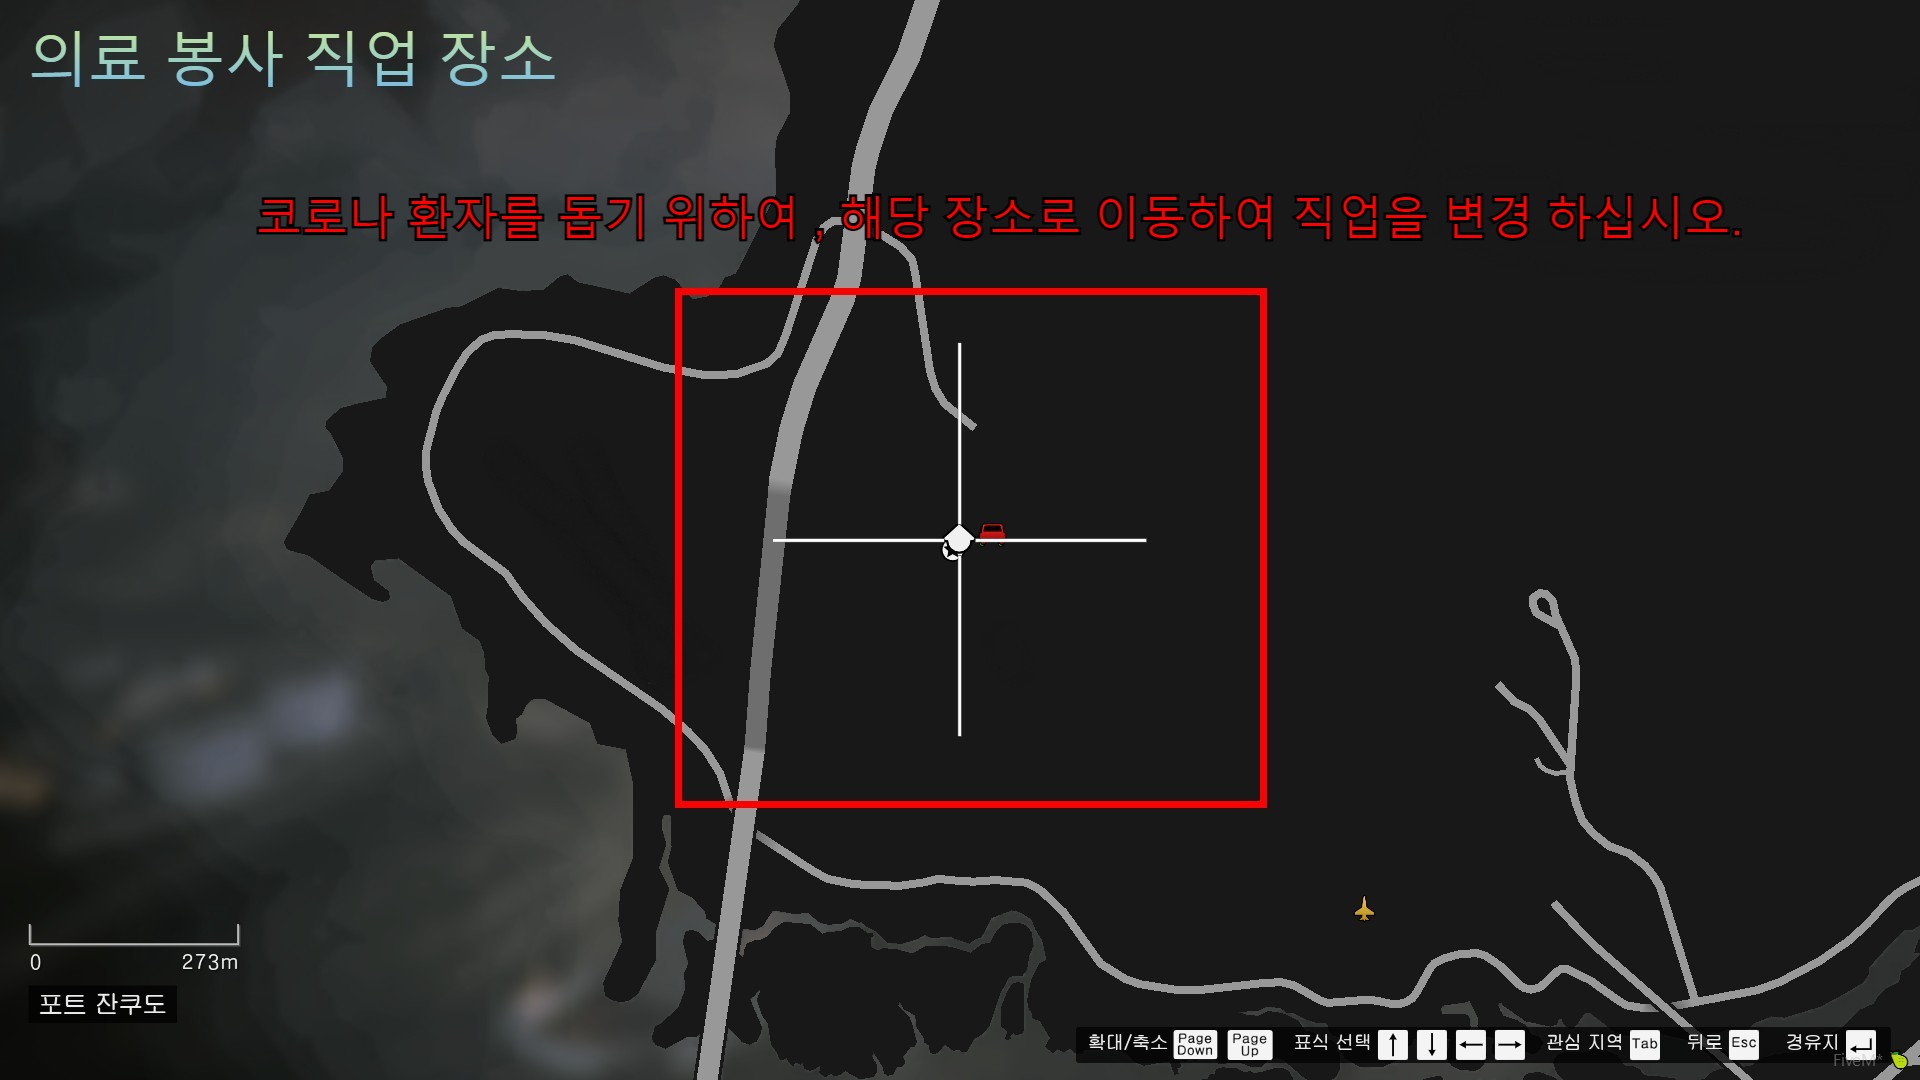 의료 봉사 직업 장소
코로나 환자를 돕기 위하여 , 해당 장소로 이동하여 직업을 변경 하십시오.
0 273m
포트 잔쿠도
확대/축소 Page Down Page Up 표식 선택 ↑ ↓ ← → 관심 지역 Tab 뒤로 Esc 경유지
FiveM*